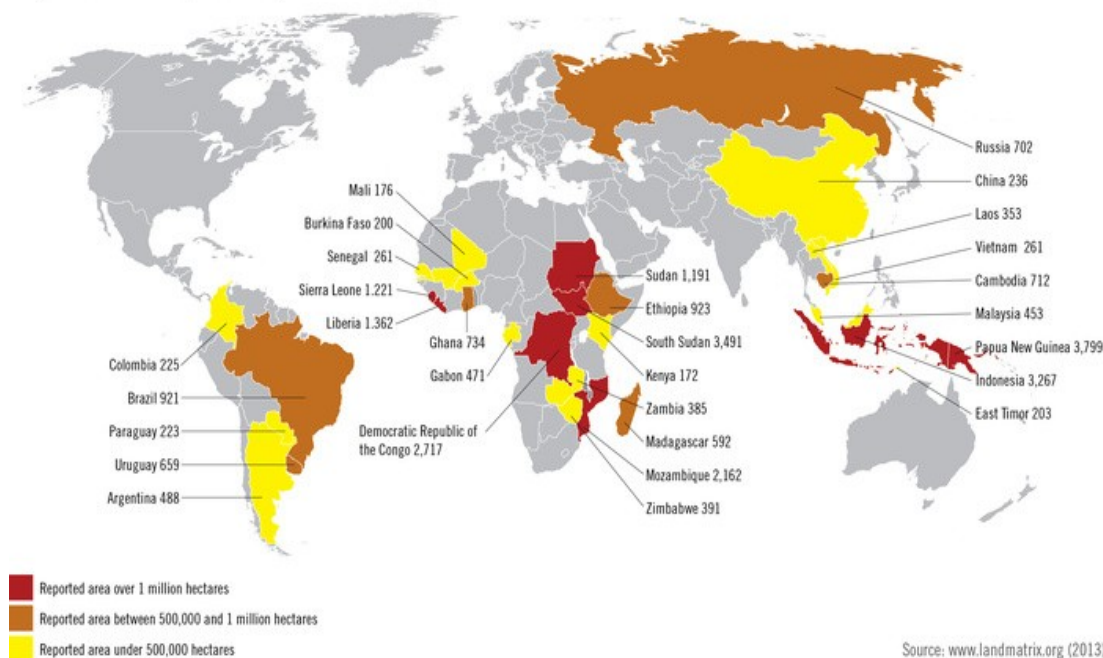 Russia 702
China 236
Laos 353
Vietnam 261
Cambodia 712
Malaysia 453
Papua New Guinea 3,799
Indonesia 3,267
East Timor 203
Mali 176
Burkina Faso 200
Senegal 261
Sierra Leone 1.221
Liberia 1.362
Ghana 734
Gabon 471
Democratic Republic of
the Congo 2,717
Sudan 1,191
Ethiopia 923
South Sudan 3,491
Kenya 172
Zambia 385
Madagascar 592
Mozambique 2,162
Zimbabwe 391
Colombia 225
Brazil 921
Paraguay 223
Uruguay 659
Argentina 488
Reported area over 1 million hectares
Reported area between 500,000 and 1 million hectares
Reported area under 500,000 hectares
Source: www.landmatrix.org (2013)